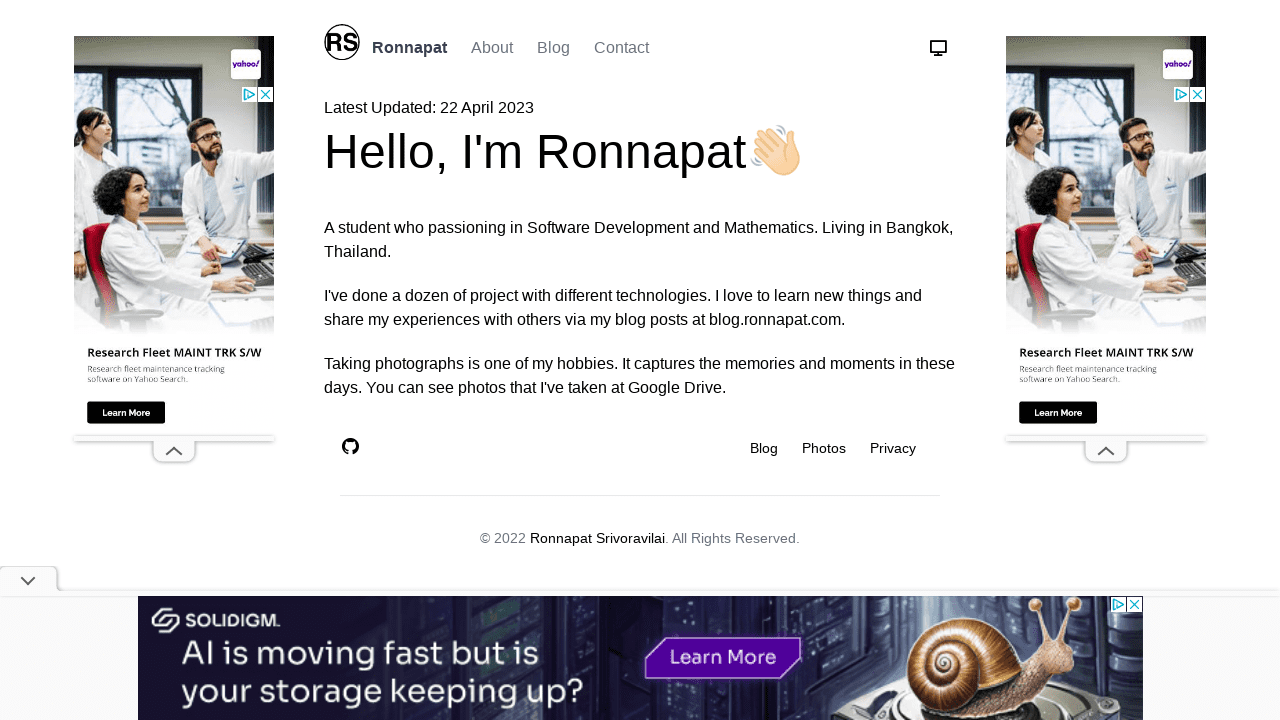 RS
Ronnapat
About
Blog
Contact
Latest Updated: 22 April 2023
Hello, I'm Ronnapat
A student who passioning in Software Development and Mathematics. Living in Bangkok,
Thailand.
I've done a dozen of project with different technologies. I love to learn new things and
share my experiences with others via my blog posts at blog.ronnapat.com.
Taking photographs is one of my hobbies. It captures the memories and moments in these
days. You can see photos that I've taken at Google Drive.
Blog
Photos
Privacy
© 2022 Ronnapat Srivoravilai. All Rights Reserved.
yahoo!
Research Fleet MAINT TRK S/W
Research fleet maintenance tracking
software on Yahoo Search.
Learn More
yahoo!
Research Fleet MAINT TRK S/W
Research fleet maintenance tracking
software on Yahoo Search.
Learn More
SOLIDIGM
AI is moving fast but is
your storage keeping up?
Learn More